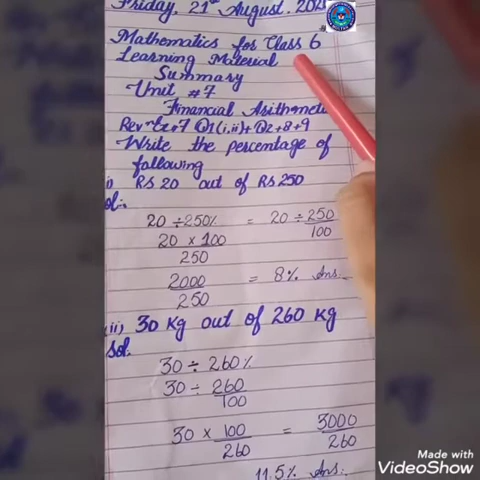 Friday, 21st August. 202
Mathematics for Class 6
Learning Material
Summary
Unit #7
Financial Arithmeti
Rev Ex#7 Q1(i,ii)+Q2+8+9
Write the percentage of
following
i) RS 20 out of RS 250
ol:-
20 ÷ 250% = 20 ÷ 250/100
20 × 100/250
2000/250 = 8% Ans:
(ii) 30 Kg out of 260 Kg
Sol.
30 ÷ 260%
30 ÷ 260/100
30 × 100/260 = 3000/260
11.5% Ans:
Made with
VideoShow